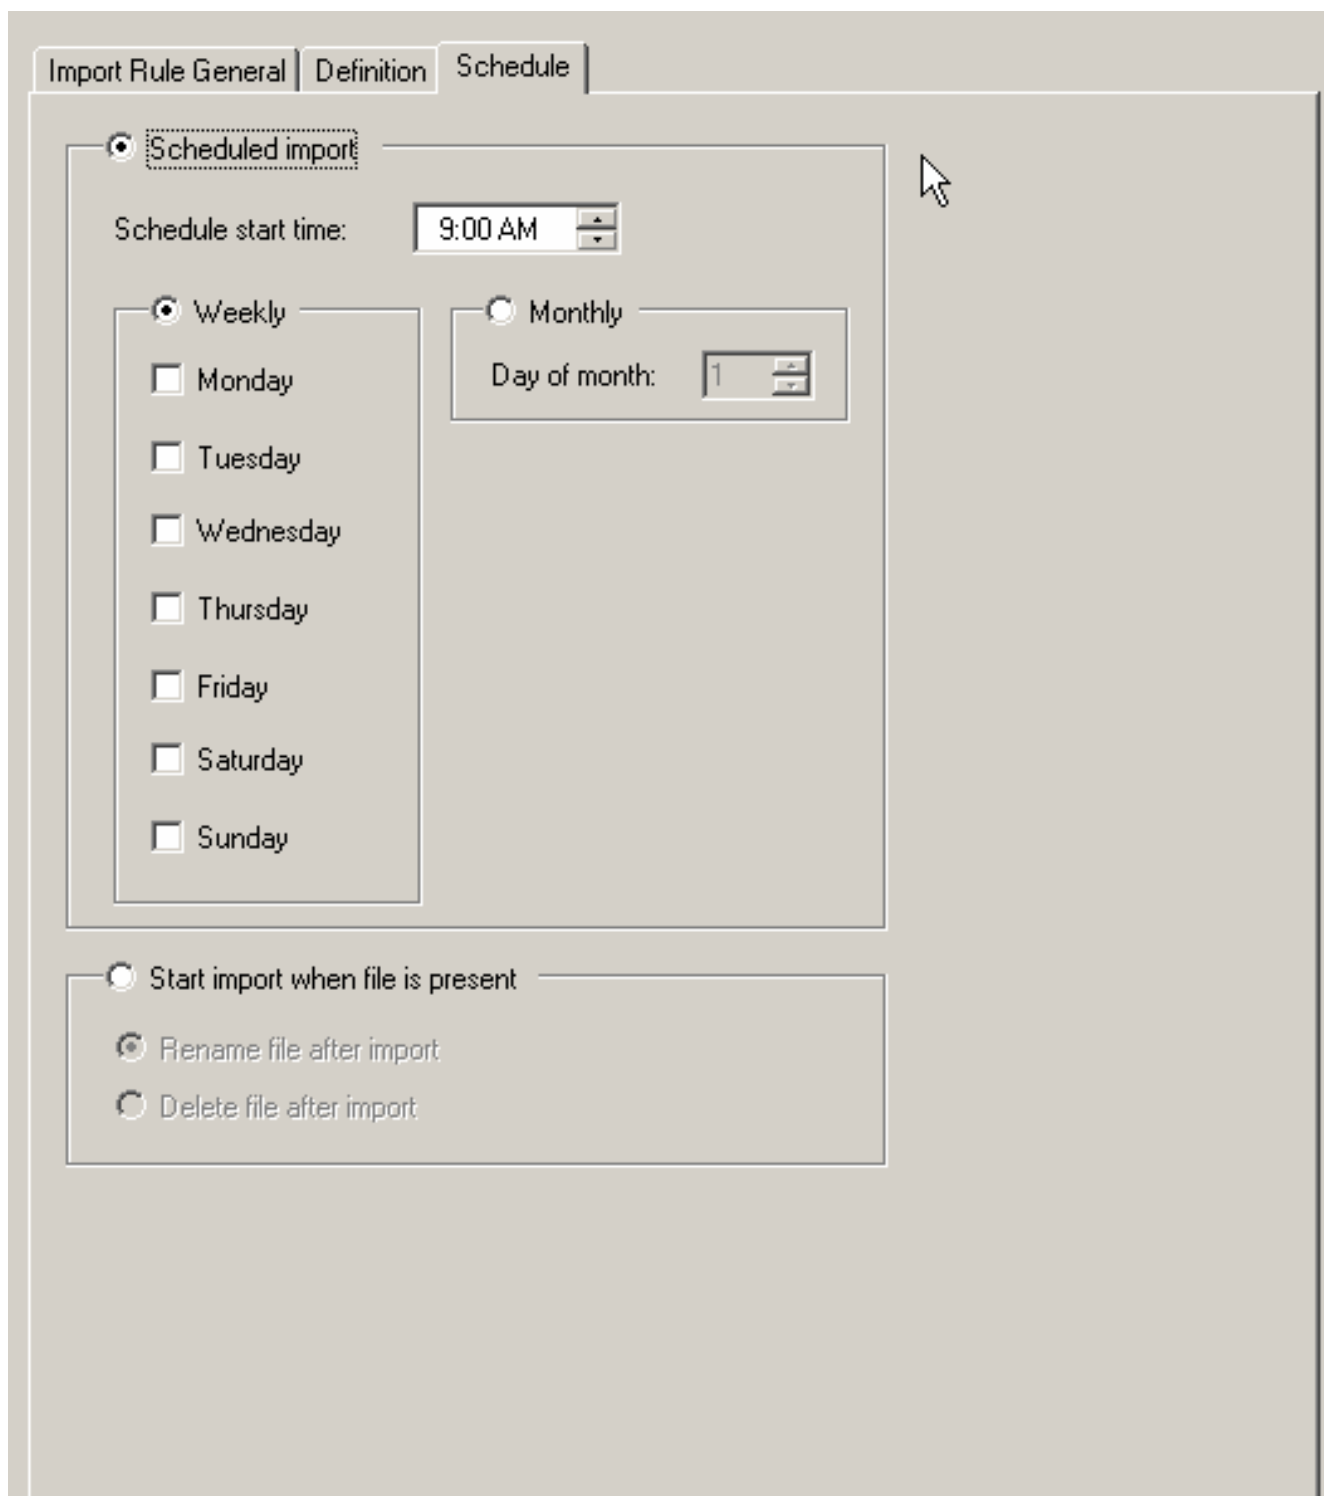 Import Rule General Definition Schedule
Scheduled import
Schedule start time: 9:00 AM
Weekly
Monday
Tuesday
Wednesday
Thursday
Friday
Saturday
Sunday
Monthly
Day of month: 1
Start import when file is present
Rename file after import
Delete file after import